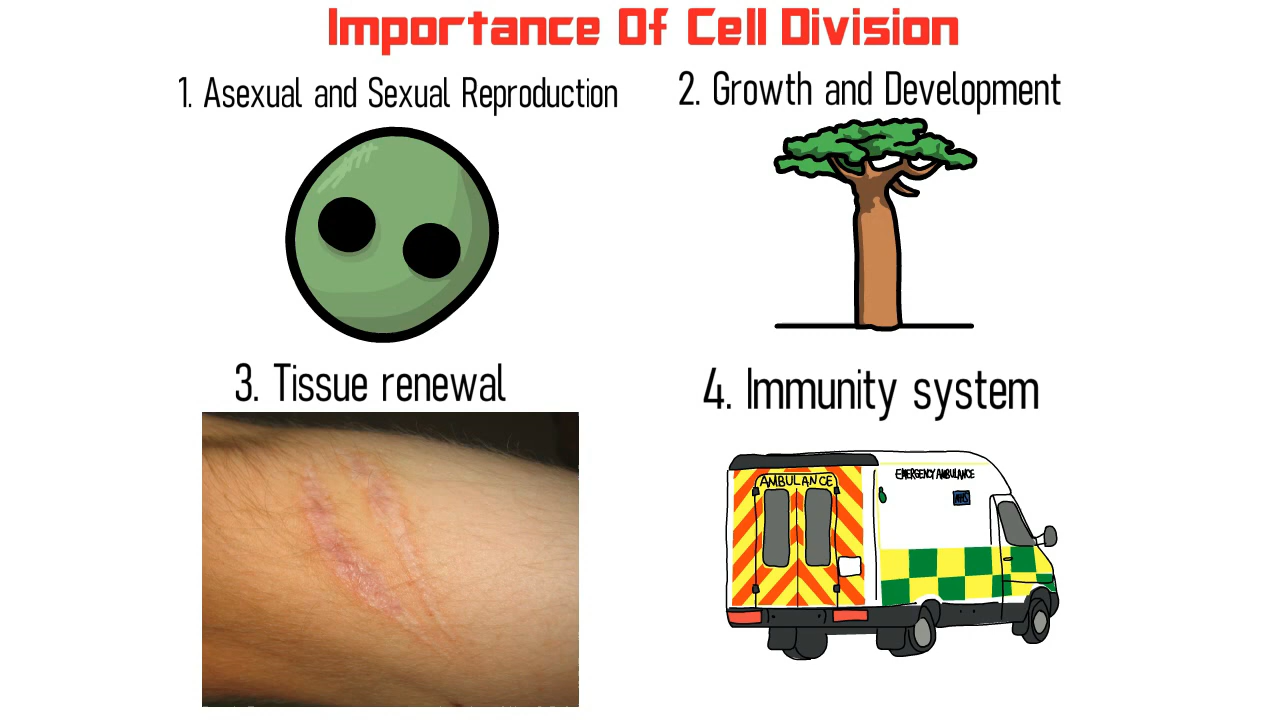 Importance Of Cell Division
1. Asexual and Sexual Reproduction
2. Growth and Development
3. Tissue renewal
4. Immunity system
AMBULANCE
EMERGENCY AMBULANCE
NHS